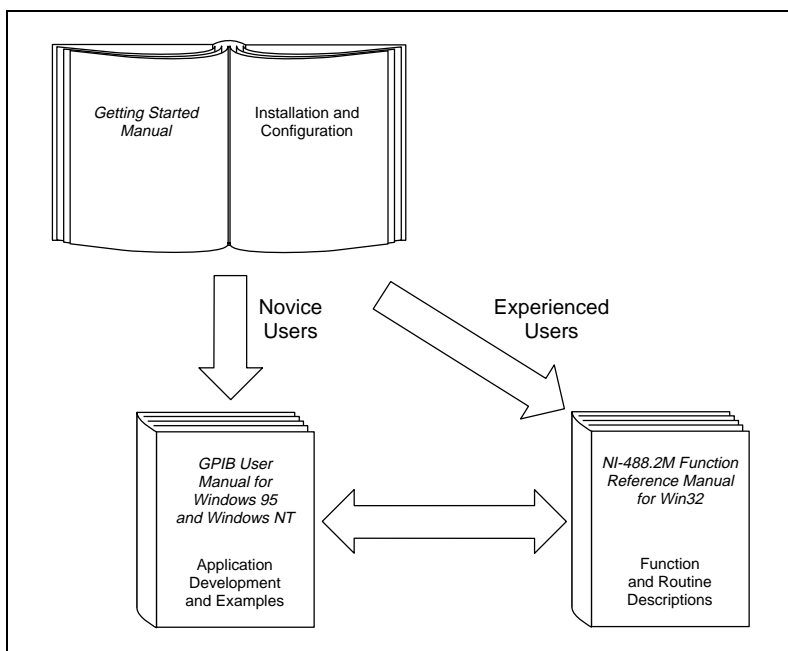 Getting Started
Manual
Installation and
Configuration
Novice
Users
Experienced
Users
GPIB User
Manual for
Windows 95
and Windows NT
Application
Development
and Examples
NI-488.2M Function
Reference Manual
for Win32
Function
and Routine
Descriptions